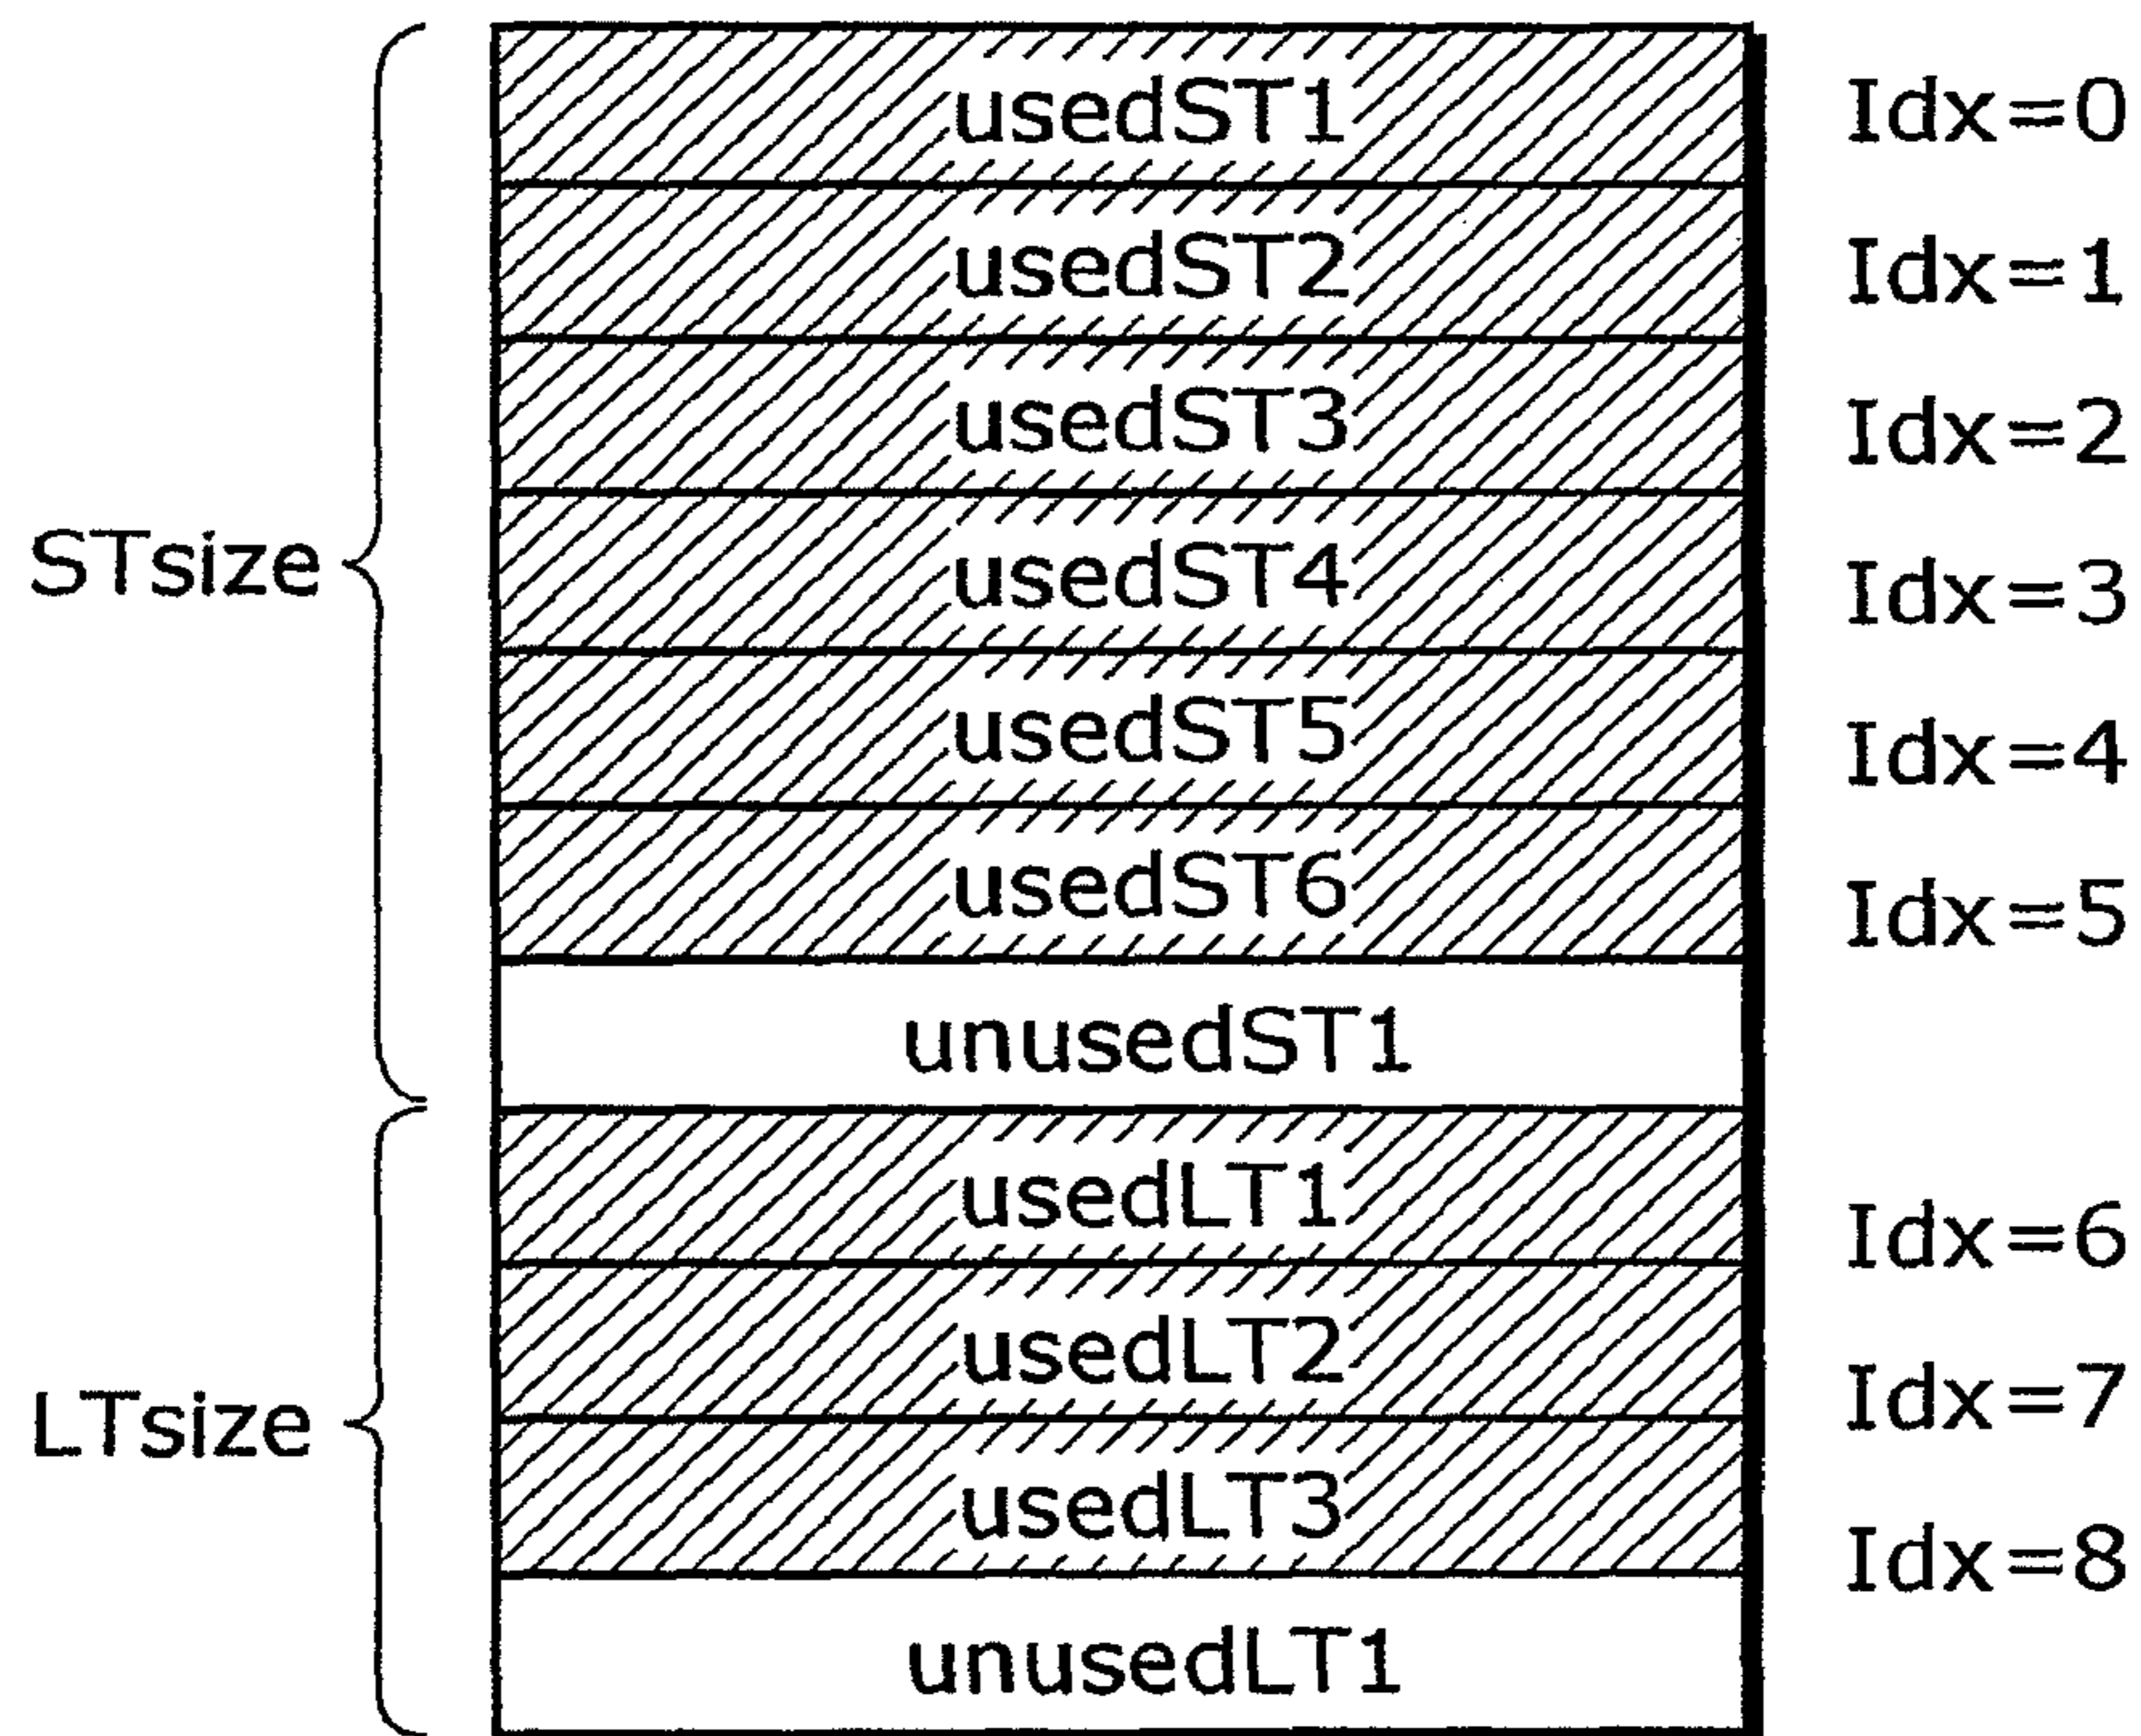 usedST1 Idx=0
usedST2 Idx=1
usedST3 Idx=2
STsize usedST4 Idx=3
usedST5 Idx=4
usedST6 Idx=5
unusedST1
usedLT1 Idx=6
usedLT2 Idx=7
LTsize usedLT3 Idx=8
unusedLT1